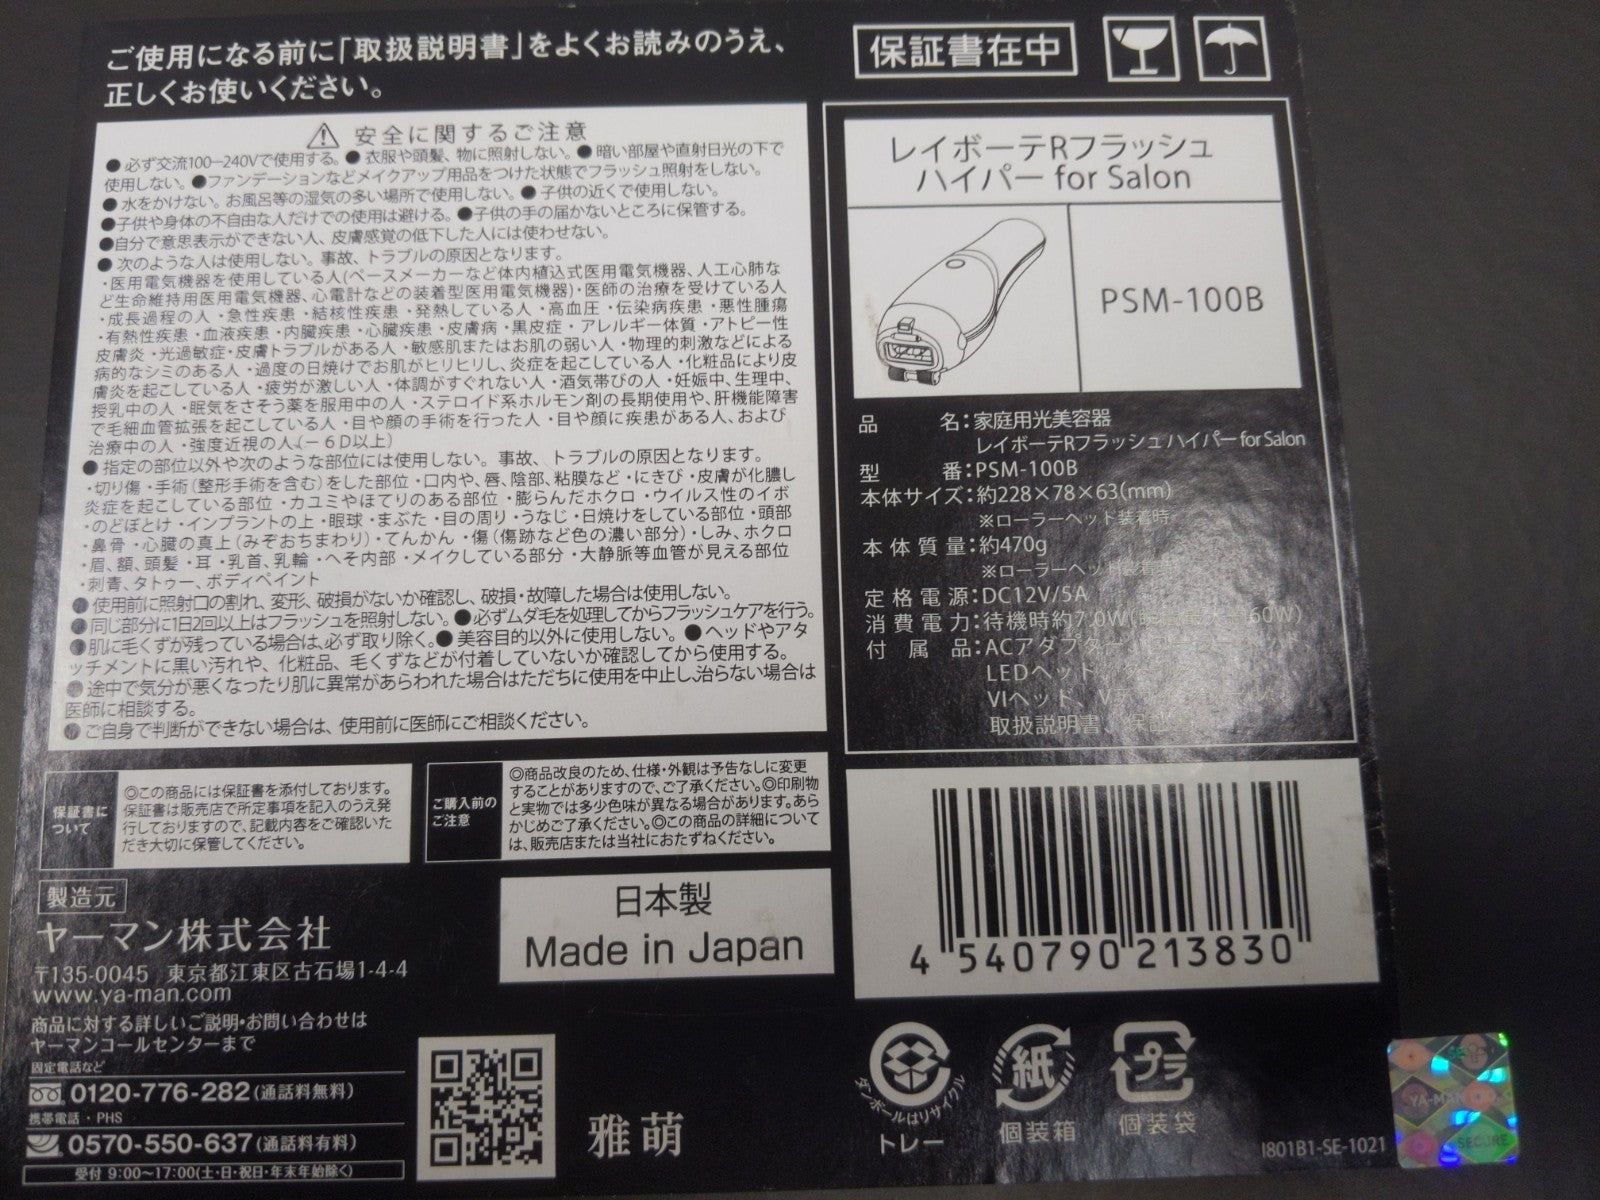 ご使用になる前に「取扱説明書」をよくお読みのうえ、
正しくお使いください。
保証書在中
⚠ 安全に関するご注意
● 必ず交流100-240Vで使用する。● 衣服や頭髪、物に照射しない。● 暗い部屋や直射日光の下で
使用しない。●ファンデーションなどメイクアップ用品をつけた状態でフラッシュ照射をしない。
● 水をかけない。お風呂等の湿気の多い場所で使用しない。● 子供の近くで使用しない。
●子供や身体の不自由な人だけでの使用は避ける。●子供の手の届かないところに保管する。
●自分で意思表示ができない人、皮膚感覚の低下した人には使わせない。
● 次のような人は使用しない。事故、トラブルの原因となります。
・医用電気機器を使用している人(ペースメーカーなど体内植込式医用電気機器、人工心肺な
ど生命維持用医用電気機器、心電計などの装着型医用電気機器)・医師の治療を受けている人
・成長過程の人 ・急性疾患 ・結核性疾患 ・発熱している人 ・高血圧 ・伝染病疾患 ・悪性腫瘍
・有熱性疾患 ・血液疾患 ・内臓疾患 ・心臓疾患 ・皮膚病 ・黒皮症 ・アレルギー体質 ・アトピー性
皮膚炎 ・光過敏症・皮膚トラブルがある人 ・敏感肌またはお肌の弱い人 ・物理的刺激などによる
病的なシミのある人 ・過度の日焼けでお肌がヒリヒリし、炎症を起こしている人 ・化粧品により皮
膚炎を起こしている人 ・疲労が激しい人 ・体調がすぐれない人 ・酒気帯びの人 ・妊娠中、生理中、
授乳中の人 ・眠気をさそう薬を服用中の人 ・ステロイド系ホルモン剤の長期使用や、肝機能障害
で毛細血管拡張を起こしている人 ・目や顔の手術を行った人 ・目や顔に疾患がある人、および
治療中の人 ・強度近視の人(-6D以上)
● 指定の部位以外や次のような部位には使用しない。事故、トラブルの原因となります。
・切り傷 ・手術(整形手術を含む)をした部位 ・口内や、唇、陰部、粘膜など ・にきび ・皮膚が化膿し
炎症を起こしている部位 ・カユミやほてりのある部位 ・膨らんだホクロ ・ウイルス性のイボ
・のどぼとけ ・インプラントの上 ・眼球 ・まぶた ・目の周り ・うなじ ・日焼けをしている部位 ・頭部
・鼻骨 ・心臓の真上(みぞおちまわり) ・てんかん ・傷(傷跡など色の濃い部分) ・しみ、ホクロ
・眉、額、頭髪 ・耳 ・乳首、乳輪 ・へそ内部 ・メイクしている部分 ・大静脈等血管が見える部位
・刺青、タトゥー、ボディペイント
● 使用前に照射口の割れ、変形、破損がないか確認し、破損・故障した場合は使用しない。
● 同じ部分に1日2回以上はフラッシュを照射しない。●必ずムダ毛を処理してからフラッシュケアを行う。
● 肌に毛くずが残っている場合は、必ず取り除く。● 美容目的以外に使用しない。● ヘッドやアタ
ッチメントに黒い汚れや、化粧品、毛くずなどが付着していないか確認してから使用する。
● 途中で気分が悪くなったり肌に異常があらわれた場合はただちに使用を中止し、治らない場合は
医師に相談する。
● ご自身で判断ができない場合は、使用前に医師にご相談ください。
レイボーテRフラッシュ
ハイパー for Salon
PSM-100B
品 名:家庭用光美容器
レイボーテRフラッシュハイパー for Salon
型 番:PSM-100B
本体サイズ:約228×78×63(mm)
※ローラーヘッド装着時
本体質量:約470g
※ローラーヘッド装着時
定格電源:DC12V/5A
消費電力:待機時約7.0W( 60W)
付属品:ACアダプター
LEDヘッド
VIヘッド、
取扱説明書、保証
保証書に
ついて
◎この商品には保証書を添付しております。
保証書は販売店で所定事項を記入のうえ発
行しておりますので、記載内容をご確認いた
だき大切に保管してください。
ご購入前の
ご注意
◎商品改良のため、仕様・外観は予告なしに変更
することがありますので、ご了承ください。◎印刷物
と実物では多少色味が異なる場合があります。あら
かじめご了承ください。◎この商品の詳細について
は、販売店または当社におたずねください。
製造元
ヤーマン株式会社
〒135-0045 東京都江東区古石場1-4-4
www.ya-man.com
商品に対する詳しいご説明・お問い合わせは
ヤーマンコールセンターまで
固定電話など
0120-776-282(通話料無料)
携帯電話・PHS
0570-550-637(通話料有料)
受付 9:00〜17:00(土・日・祝日・年末年始除く)
日本製
Made in Japan
雅萌
4 540790 213830
ダンボールはリサイクル
トレー
紙
個装箱
プラ
個装袋
I801B1-SE-1021
YA-MAN
SECURE